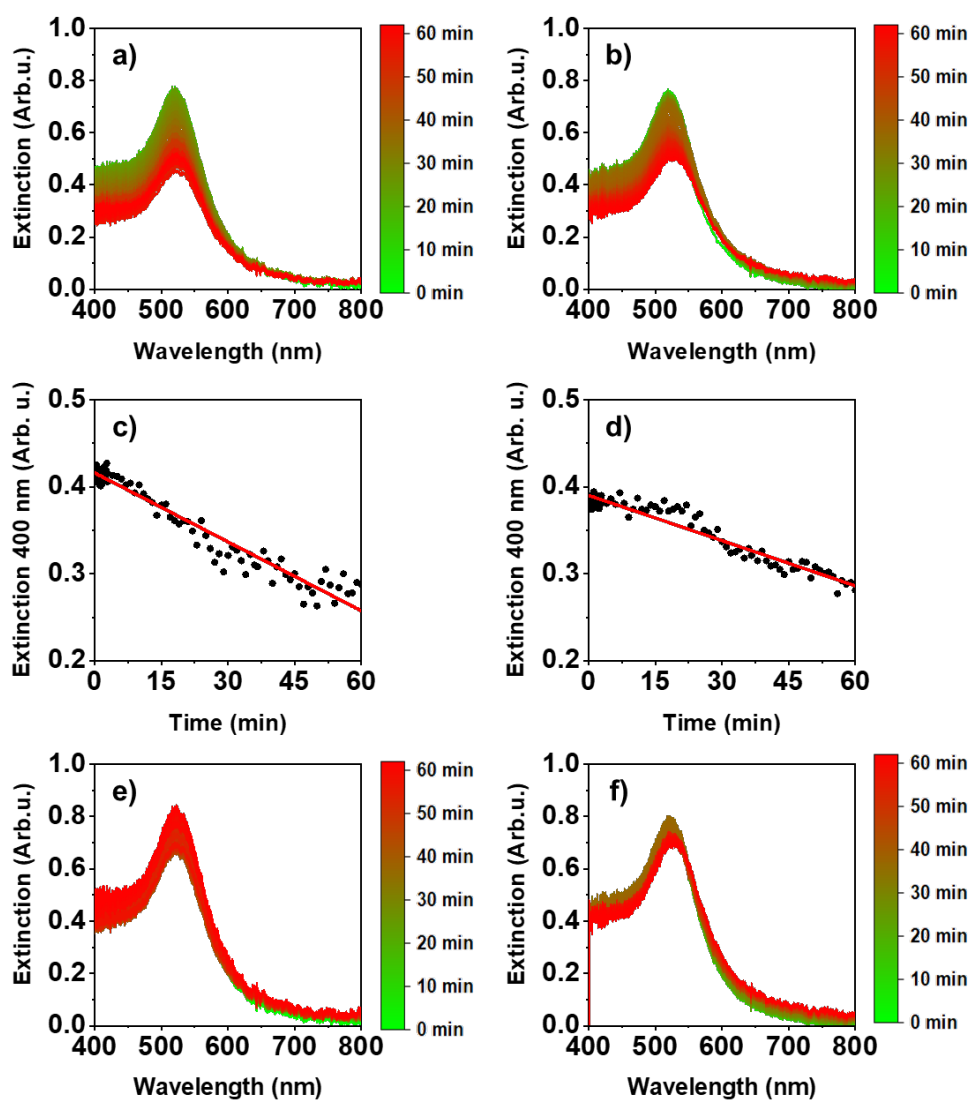 a)
Extinction (Arb.u.)
1.0
0.8
0.6
0.4
0.2
0.0
400 500 600 700 800
Wavelength (nm)
60 min
50 min
40 min
30 min
20 min
10 min
0 min
b)
Extinction (Arb.u.)
1.0
0.8
0.6
0.4
0.2
0.0
400 500 600 700 800
Wavelength (nm)
60 min
50 min
40 min
30 min
20 min
10 min
0 min
c)
Extinction 400 nm (Arb. u.)
0.5
0.4
0.3
0.2
0 15 30 45 60
Time (min)
d)
Extinction 400 nm (Arb. u.)
0.5
0.4
0.3
0.2
0 15 30 45 60
Time (min)
e)
Extinction (Arb.u.)
1.0
0.8
0.6
0.4
0.2
0.0
400 500 600 700 800
Wavelength (nm)
60 min
50 min
40 min
30 min
20 min
10 min
0 min
f)
Extinction (Arb.u.)
1.0
0.8
0.6
0.4
0.2
0.0
400 500 600 700 800
Wavelength (nm)
60 min
50 min
40 min
30 min
20 min
10 min
0 min